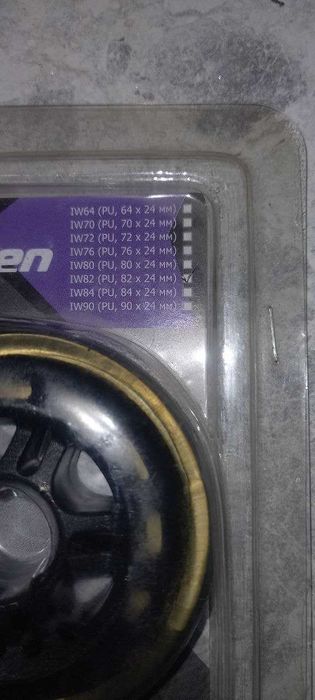 IW64 (PU, 64 x 24 мм)
IW70 (PU, 70 x 24 мм)
IW72 (PU, 72 x 24 мм)
IW76 (PU, 76 x 24 мм)
en
IW80 (PU, 80 x 24 мм)
IW82 (PU, 82 x 24 мм)
IW84 (PU, 84 x 24 мм)
IW90 (PU, 90 x 24 мм)